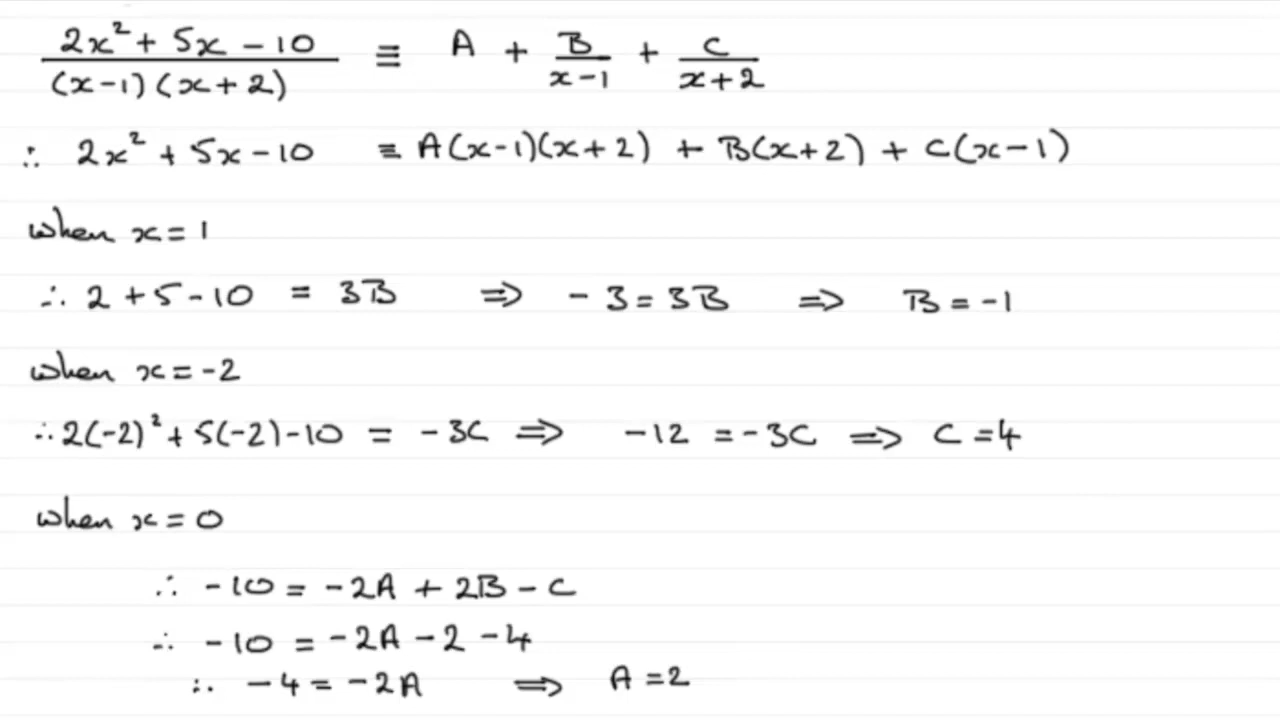 (2x² + 5x - 10)/((x-1)(x+2)) ≡ A + B/(x-1) + C/(x+2)
∴ 2x² + 5x - 10 ≡ A(x-1)(x+2) + B(x+2) + C(x-1)
when x = 1
∴ 2 + 5 - 10 = 3B ⇒ - 3 = 3B ⇒ B = -1
when x = -2
∴ 2(-2)² + 5(-2) - 10 = -3C ⇒ -12 = -3C ⇒ C = 4
when x = 0
∴ -10 = -2A + 2B - C
∴ -10 = -2A - 2 - 4
∴ -4 = -2A ⇒ A = 2